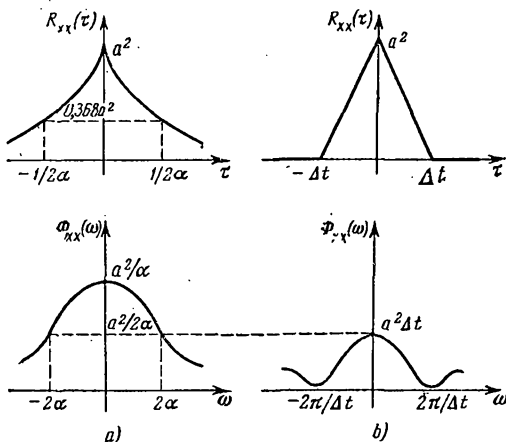 R_xx(τ)
a²
0,368a²
-1/2α 1/2α τ
R_xx(τ)
a²
-Δt Δt τ
Φ_xx(ω)
a²/α
a²/2α
-2α 2α ω
a)
Φ_xx(ω)
a²Δt
-2π/Δt 2π/Δt ω
b)